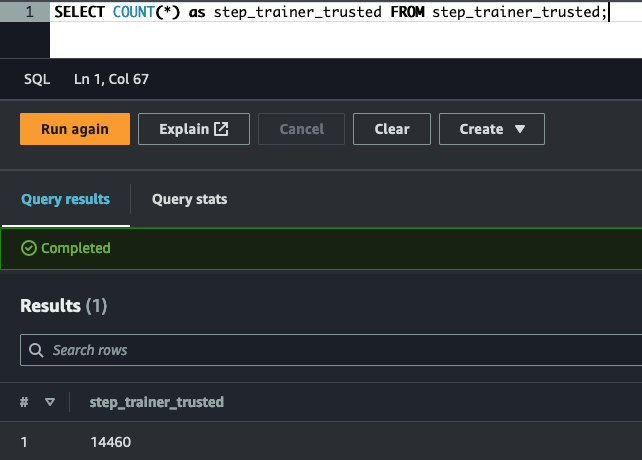 1 SELECT COUNT(*) as step_trainer_trusted FROM step_trainer_trusted;
SQL Ln 1, Col 67
Run again Explain Cancel Clear Create
Query results Query stats
Completed
Results (1)
Search rows
# step_trainer_trusted
1 14460